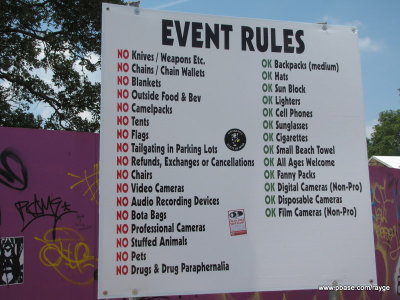 EVENT RULES
NO Knives / Weapons Etc.
NO Chains / Chain Wallets
NO Blankets
NO Outside Food & Bev
NO Camelpacks
NO Tents
NO Flags
NO Tailgating in Parking Lots
NO Refunds, Exchanges or Cancellations
NO Chairs
NO Video Cameras
NO Audio Recording Devices
NO Bota Bags
NO Professional Cameras
NO Stuffed Animals
NO Pets
NO Drugs & Drug Paraphernalia
OK Backpacks (medium)
OK Hats
OK Sun Block
OK Lighters
OK Cell Phones
OK Sunglasses
OK Cigarettes
OK Small Beach Towel
OK All Ages Welcome
OK Fanny Packs
OK Digital Cameras (Non-Pro)
OK Disposable Cameras
OK Film Cameras (Non-Pro)
www.pbase.com/rayge